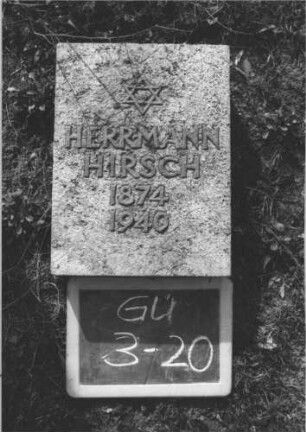 HERRMANN
HIRSCH
1874
1940
GU
3-20